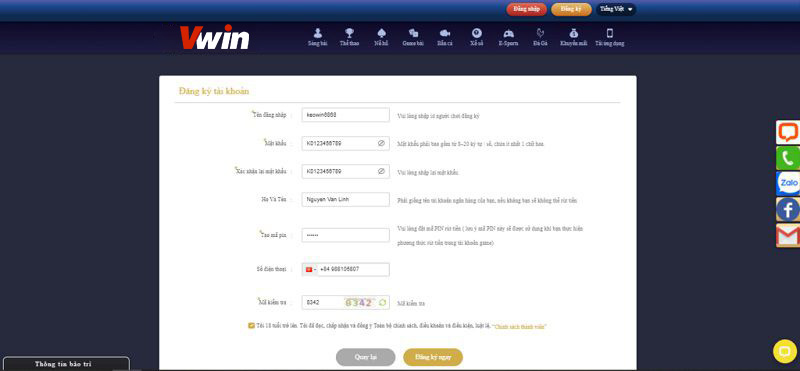 Đăng nhập Đăng ký Tiếng Việt
Vwin
Sòng bài Thể thao Nổ hũ Game bài Bắn cá Xổ số E-Sports Đá Gà Khuyến mãi Tải ứng dụng
Đăng ký tài khoản
*Tên đăng nhập : keowin6868 Vui lòng nhập từ người chơi đăng ký
*Mật khẩu : K0123456789 Mật khẩu phải bao gồm từ 8~20 ký tự : số, chứa ít nhất 1 chữ hoa
*Xác nhận lại mật khẩu : K0123456789 Vui lòng nhập lại mật khẩu
Họ Và Tên : Nguyen Van Linh Phải giống tên tài khoản ngân hàng của bạn, nếu không bạn sẽ không thể rút tiền
*Tạo mã pin : •••••• Vui lòng đặt mã PIN rút tiền ( lưu ý mã PIN này sẽ được sử dụng khi bạn thực hiện
phương thức rút tiền trong tài khoản game)
Số điện thoại : +84 988106807
*Mã kiểm tra : 8342 8342 Mã kiểm tra
Tôi 18 tuổi trở lên. Tôi đã đọc, chấp nhận và đồng ý Toàn bộ chính sách, điều khoản và điều kiện, luật lệ, "Chính sách thành viên"
Quay lại Đăng ký ngay
Zalo
Thông tin bảo trì